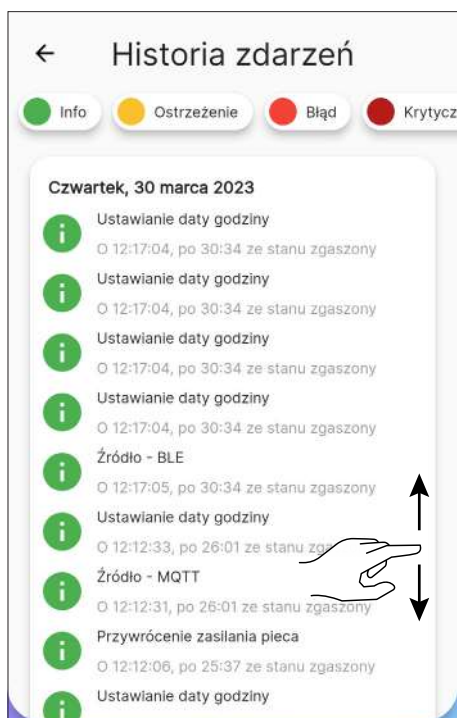 Historia zdarzeń
Info Ostrzeżenie Błąd Krytycz
Czwartek, 30 marca 2023
Ustawianie daty godziny
O 12:17:04, po 30:34 ze stanu zgaszony
Ustawianie daty godziny
O 12:17:04, po 30:34 ze stanu zgaszony
Ustawianie daty godziny
O 12:17:04, po 30:34 ze stanu zgaszony
Ustawianie daty godziny
O 12:17:04, po 30:34 ze stanu zgaszony
Źródło - BLE
O 12:17:05, po 30:34 ze stanu zgaszony
Ustawianie daty godziny
O 12:12:33, po 26:01 ze stanu
Źródło - MQTT
O 12:12:31, po 26:01 ze stanu zgaszony
Przywrócenie zasilania pieca
O 12:12:06, po 25:37 ze stanu zgaszony
Ustawianie daty godziny